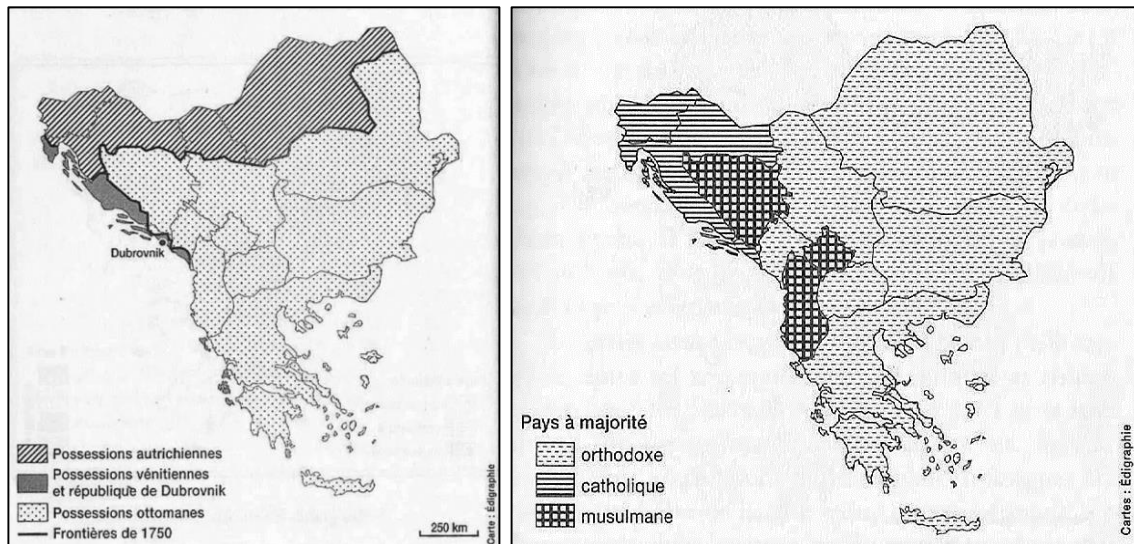 Dubrovnik
Possessions autrichiennes
Possessions vénitiennes
et république de Dubrovnik
Possessions ottomanes
Frontières de 1750
250 km
Carte : Édigraphie
Pays à majorité
orthodoxe
catholique
musulmane
Cartes : Édigraphie